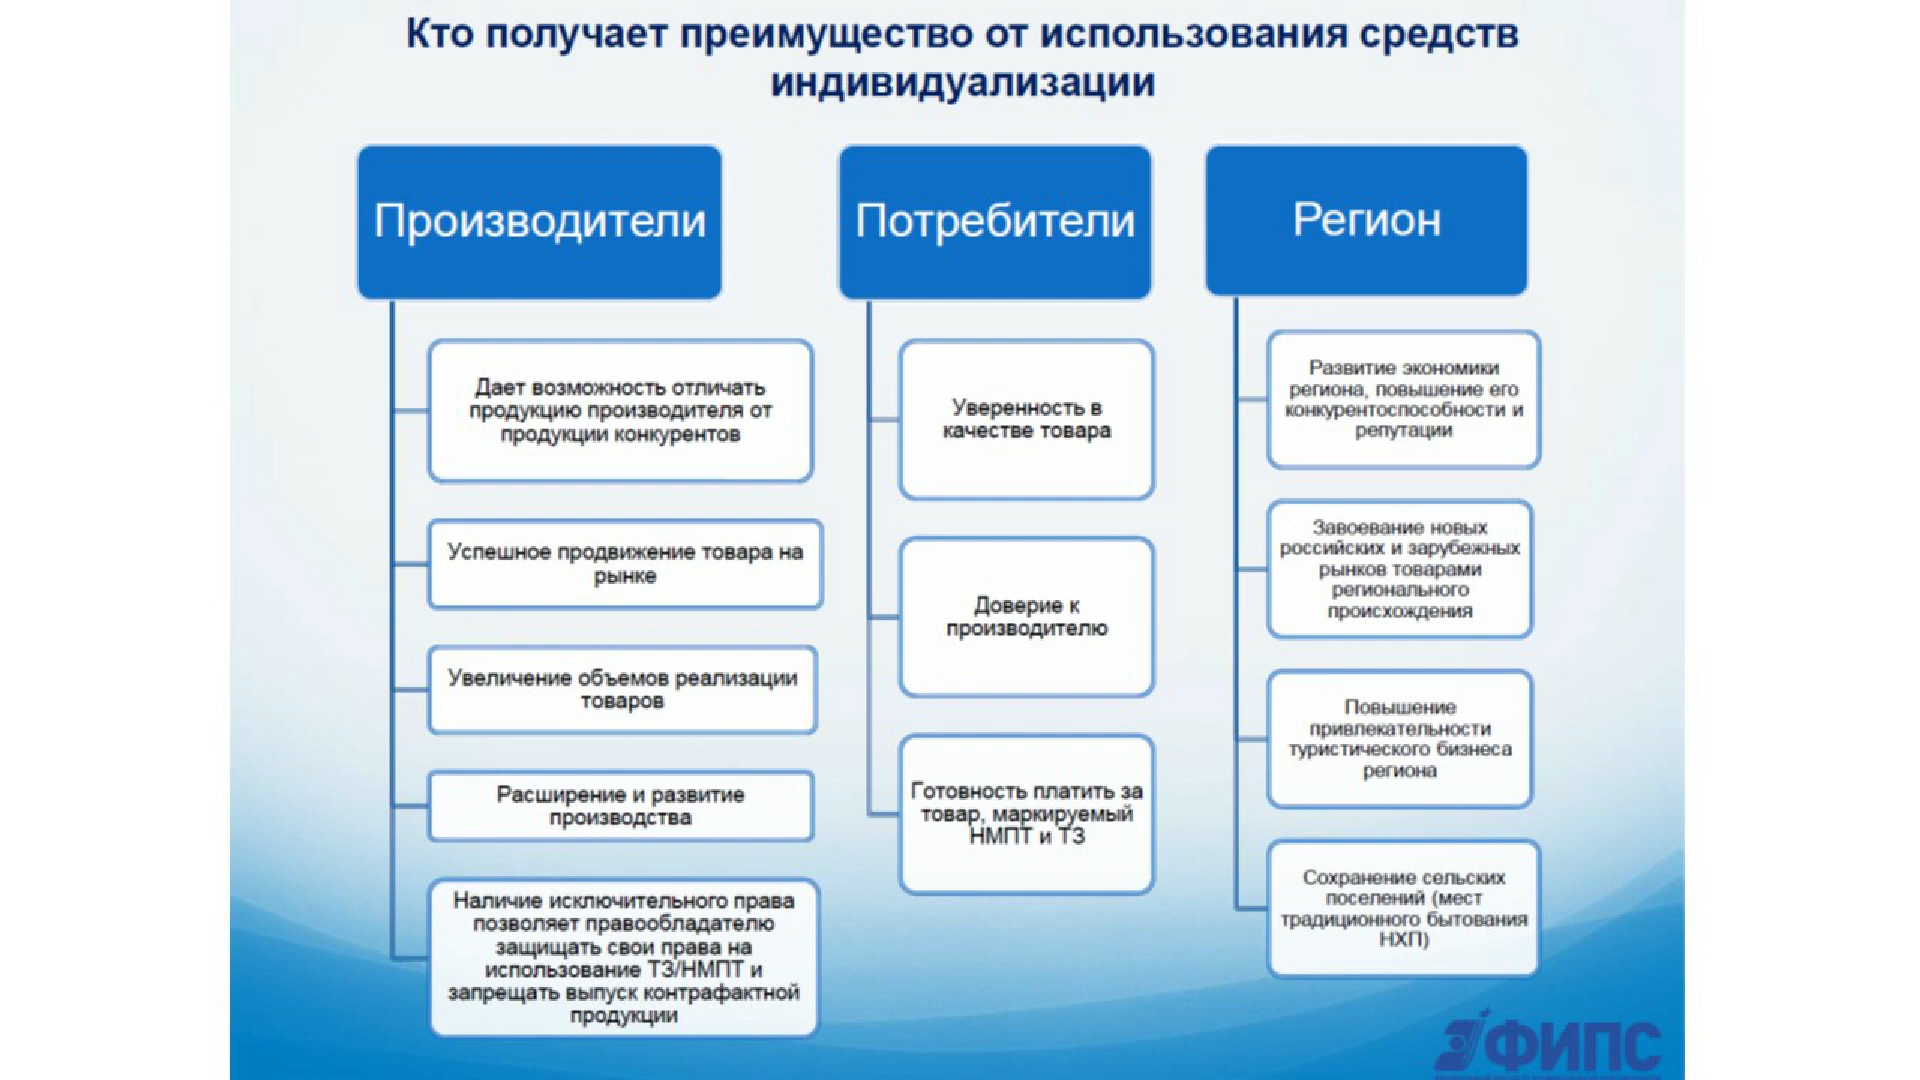 Кто получает преимущество от использования средств
индивидуализации
Производители
Дает возможность отличать
продукцию производителя от
продукции конкурентов
Успешное продвижение товара на
рынке
Увеличение объемов реализации
товаров
Расширение и развитие
производства
Наличие исключительного права
позволяет правообладателю
защищать свои права на
использование ТЗ/НМПТ и
запрещать выпуск контрафактной
продукции
Потребители
Уверенность в
качестве товара
Доверие к
производителю
Готовность платить за
товар, маркируемый
НМПТ и ТЗ
Регион
Развитие экономики
региона, повышение его
конкурентоспособности и
репутации
Завоевание новых
российских и зарубежных
рынков товарами
регионального
происхождения
Повышение
привлекательности
туристического бизнеса
региона
Сохранение сельских
поселений (мест
традиционного бытования
НХП)
ФИПС